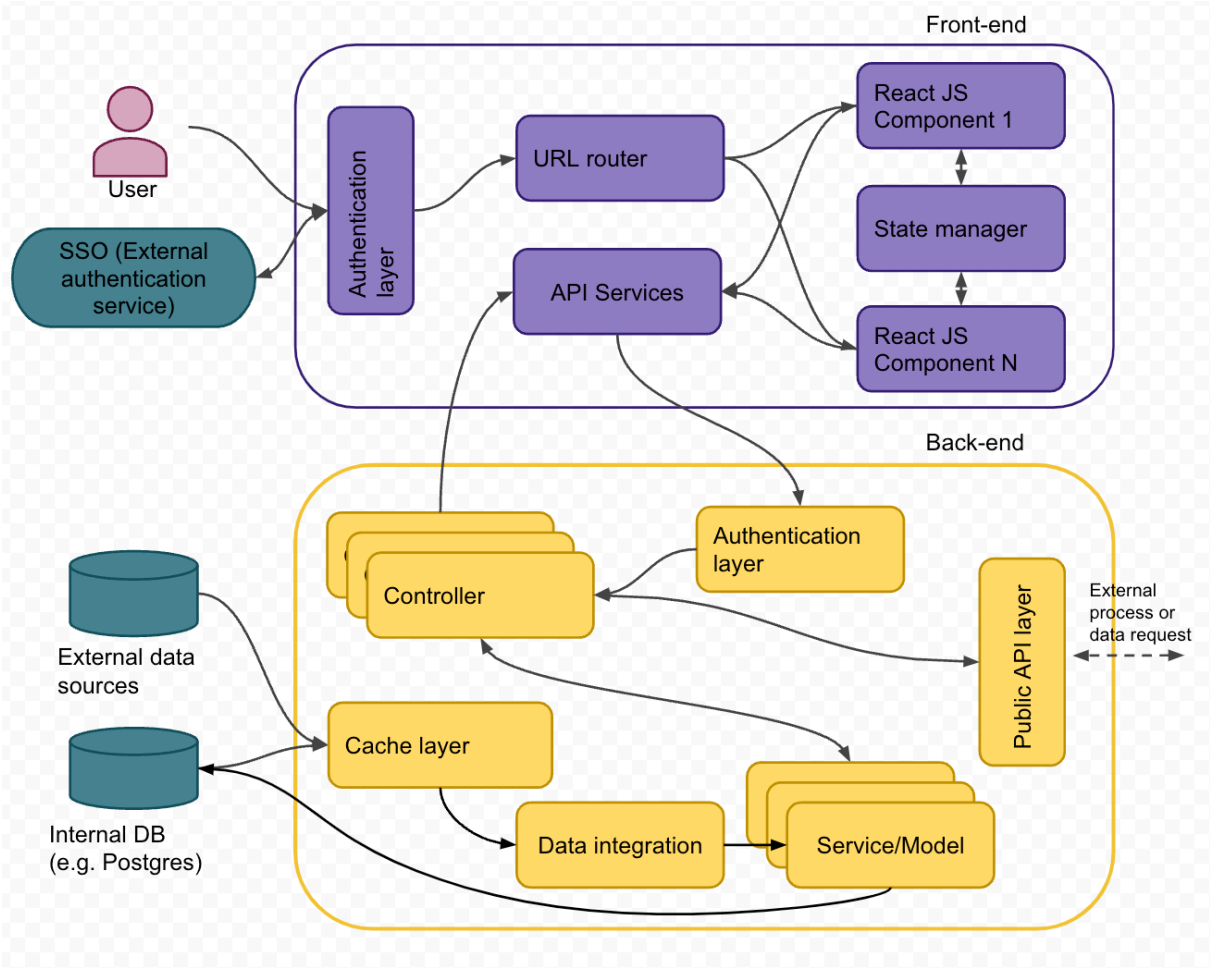 Front-end
User
SSO (External
authentication
service)
Authentication
layer
URL router
API Services
React JS
Component 1
State manager
React JS
Component N
Back-end
Controller
Authentication
layer
Public API layer
External
process or
data request
External data
sources
Internal DB
(e.g. Postgres)
Cache layer
Data integration
Service/Model